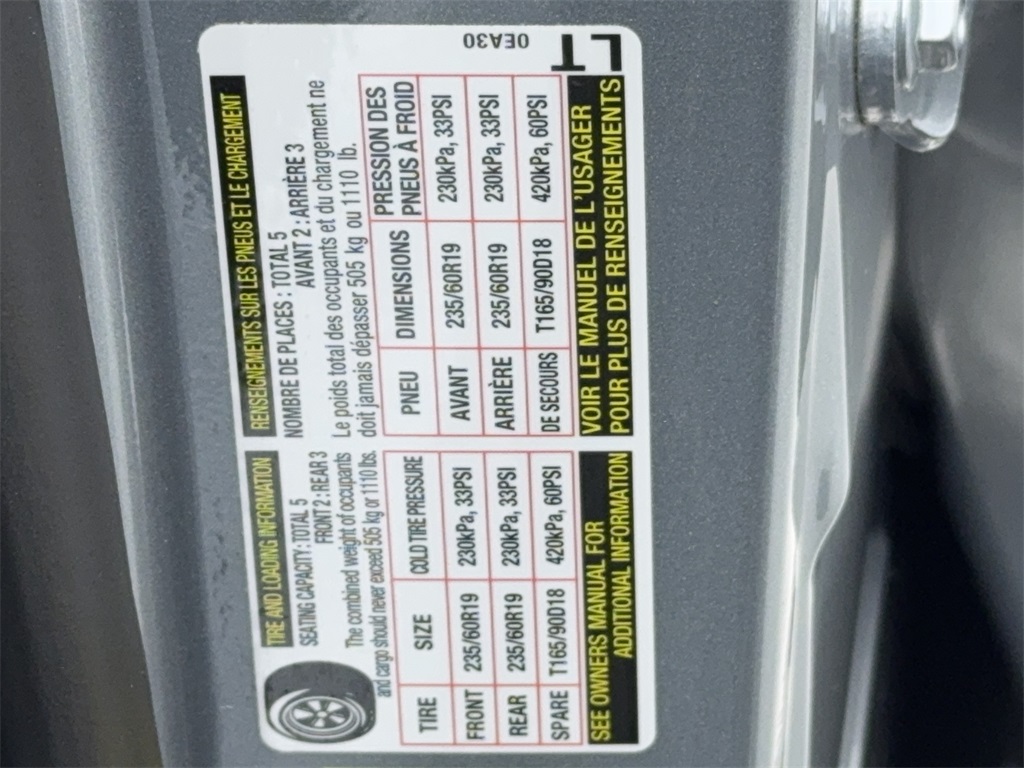 TIRE AND LOADING INFORMATION
SEATING CAPACITY : TOTAL 5
FRONT 2 : REAR 3
The combined weight of occupants
and cargo should never exceed 505 kg or 1110 lbs.
TIRE SIZE COLD TIRE PRESSURE
FRONT 235/60R19 230kPa, 33PSI
REAR 235/60R19 230kPa, 33PSI
SPARE T165/90D18 420kPa, 60PSI
SEE OWNERS MANUAL FOR
ADDITIONAL INFORMATION
RENSEIGNEMENTS SUR LES PNEUS ET LE CHARGEMENT
NOMBRE DE PLACES : TOTAL 5
AVANT 2 : ARRIÈRE 3
Le poids total des occupants et du chargement ne
doit jamais dépasser 505 kg ou 1110 lb.
PNEU DIMENSIONS PRESSION DES
PNEUS À FROID
AVANT 235/60R19 230kPa, 33PSI
ARRIÈRE 235/60R19 230kPa, 33PSI
DE SECOURS T165/90D18 420kPa, 60PSI
VOIR LE MANUEL DE L'USAGER
POUR PLUS DE RENSEIGNEMENTS
0EA30